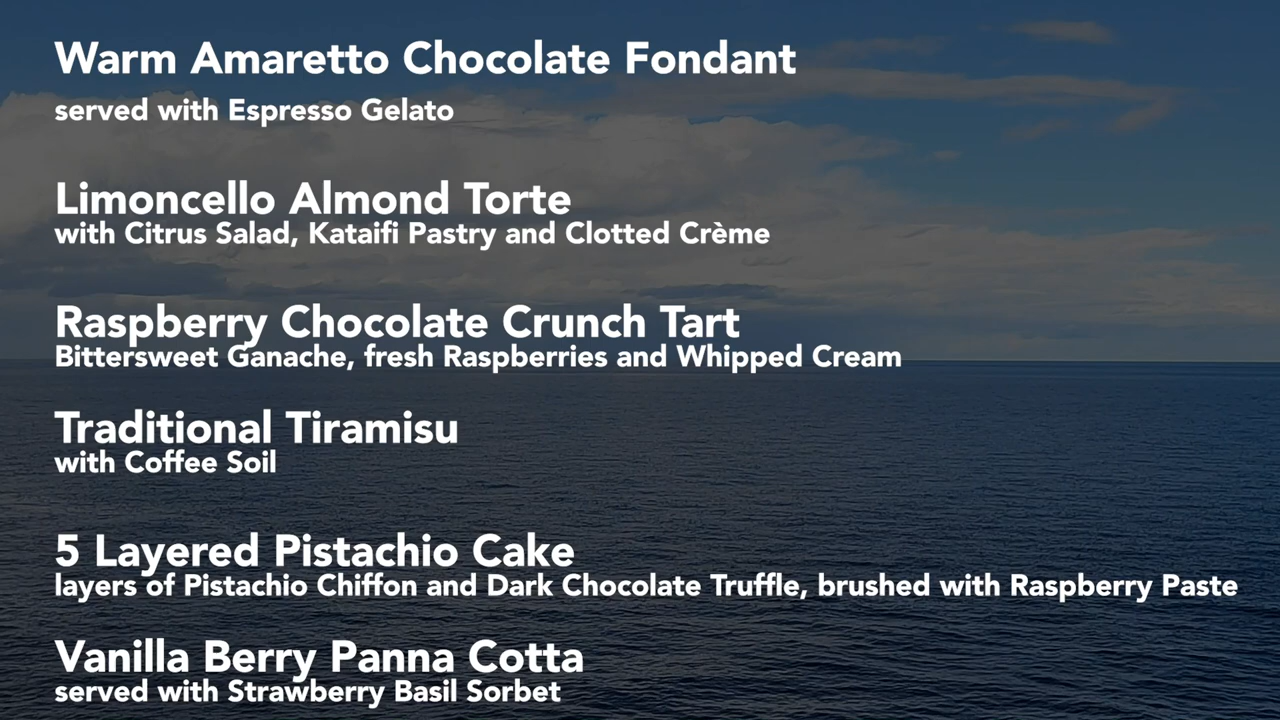 Warm Amaretto Chocolate Fondant
served with Espresso Gelato
Limoncello Almond Torte
with Citrus Salad, Kataifi Pastry and Clotted Crème
Raspberry Chocolate Crunch Tart
Bittersweet Ganache, fresh Raspberries and Whipped Cream
Traditional Tiramisu
with Coffee Soil
5 Layered Pistachio Cake
layers of Pistachio Chiffon and Dark Chocolate Truffle, brushed with Raspberry Paste
Vanilla Berry Panna Cotta
served with Strawberry Basil Sorbet